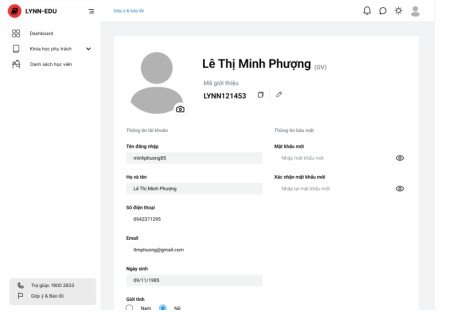 LYNN-EDU
Góp ý & báo lỗi
Dashboard
Khóa học phụ trách
Danh sách học viên
Lê Thị Minh Phượng (GV)
Mã giới thiệu
LYNN121453
Thông tin tài khoản
Thông tin bảo mật
Tên đăng nhập
minhphuong85
Mật khẩu mới
Nhập mật khẩu mới
Họ và tên
Lê Thị Minh Phượng
Xác nhận mật khẩu mới
Nhập lại mật khẩu mới
Số điện thoại
0942371295
Email
ltmphuong@gmail.com
Ngày sinh
09/11/1985
Giới tính
Nam
Nữ
Trợ giúp: 1900 2833
Góp ý & Báo lỗi